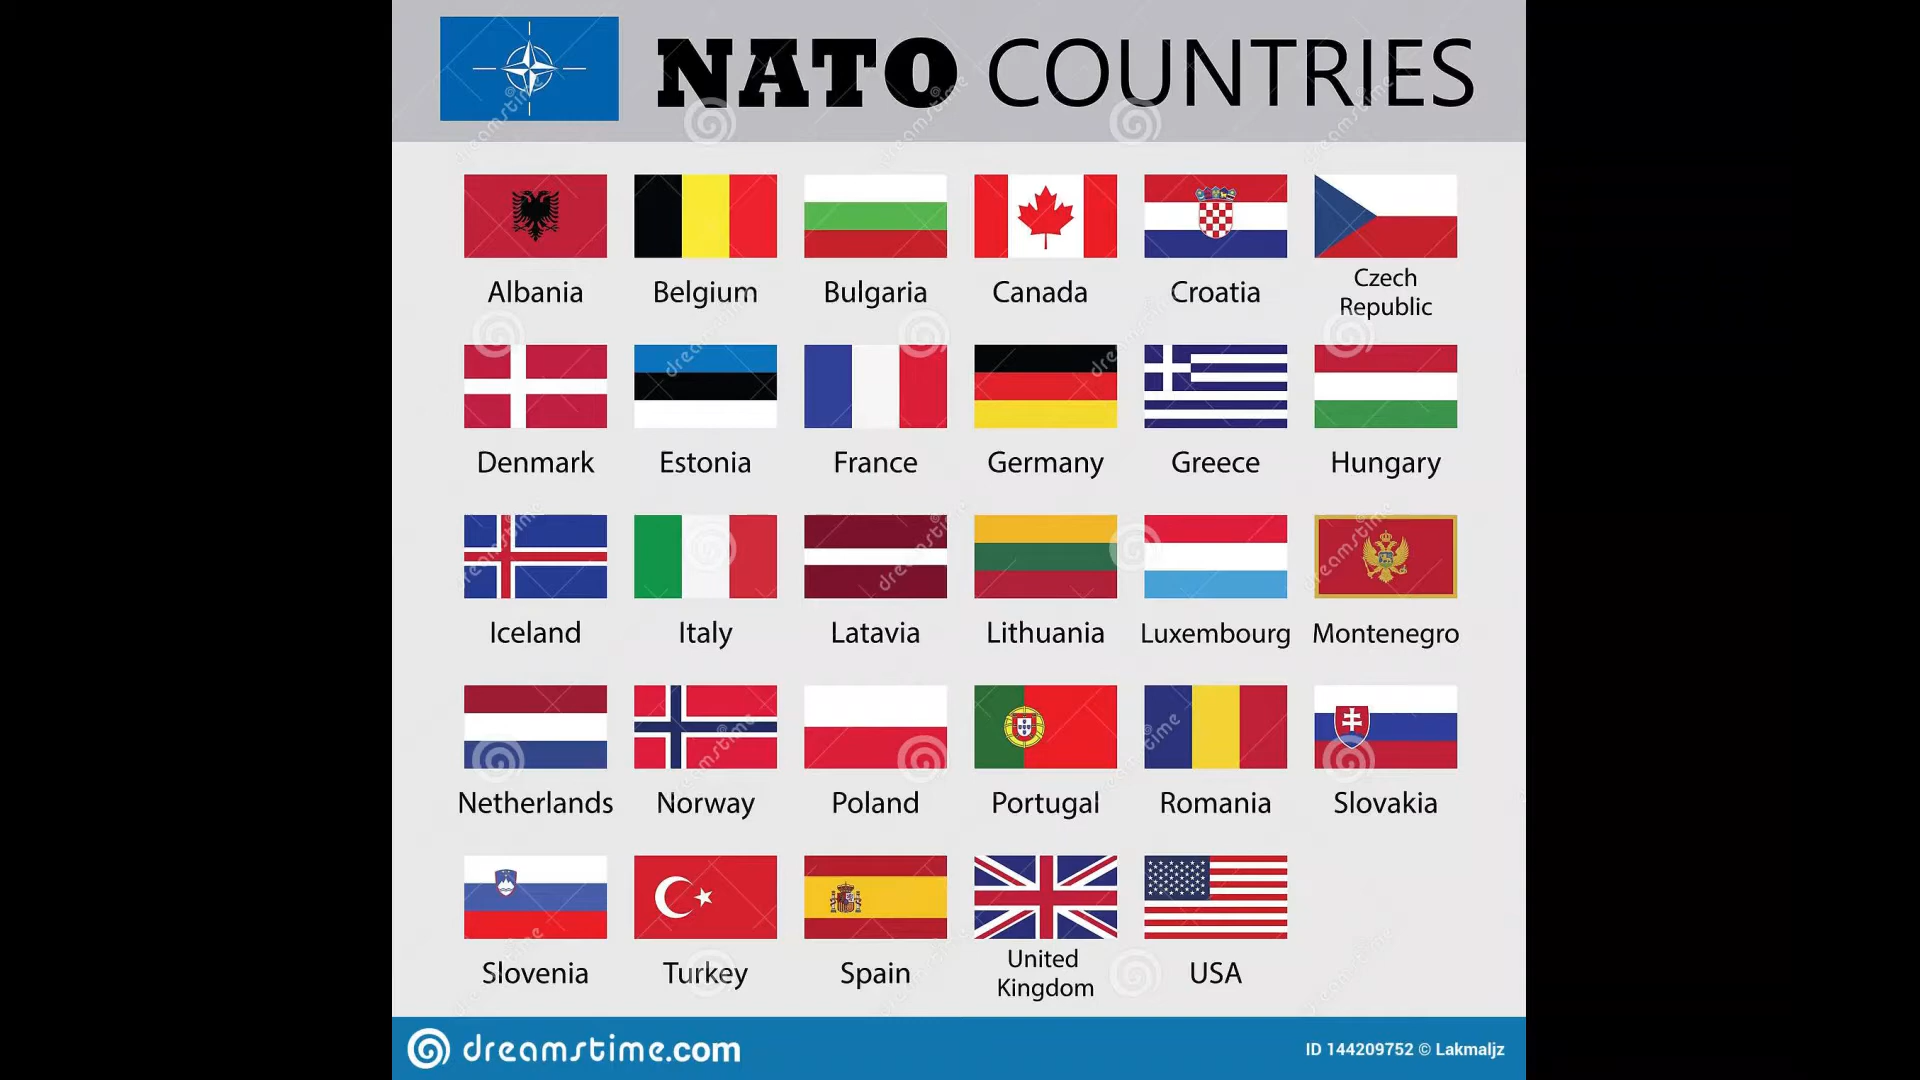 NATO COUNTRIES
Albania Belgium Bulgaria Canada Croatia Czech Republic
Denmark Estonia France Germany Greece Hungary
Iceland Italy Latavia Lithuania Luxembourg Montenegro
Netherlands Norway Poland Portugal Romania Slovakia
Slovenia Turkey Spain United Kingdom USA
dreamstime.com ID 144209752 © Lakmaljz